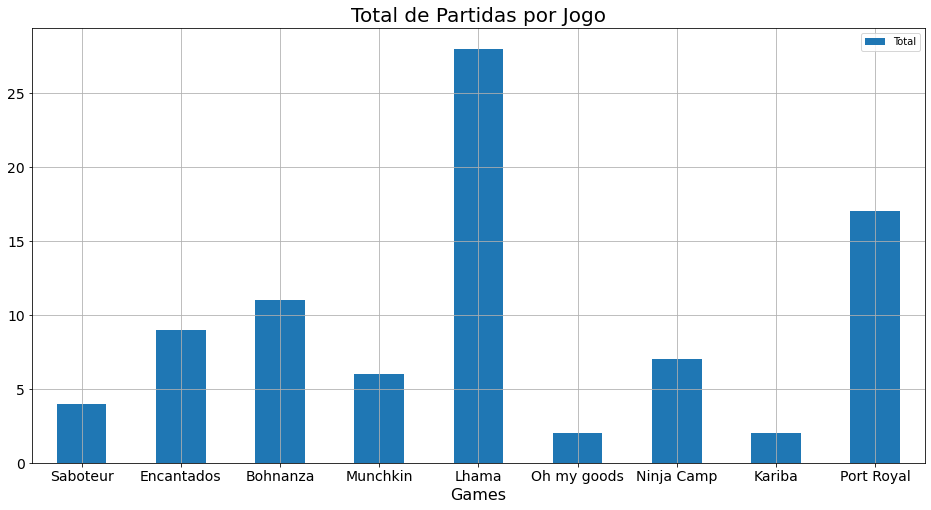 Total de Partidas por Jogo
Total
25
20
15
10
5
0
Saboteur Encantados Bohnanza Munchkin Lhama Oh my goods Ninja Camp Kariba Port Royal
Games